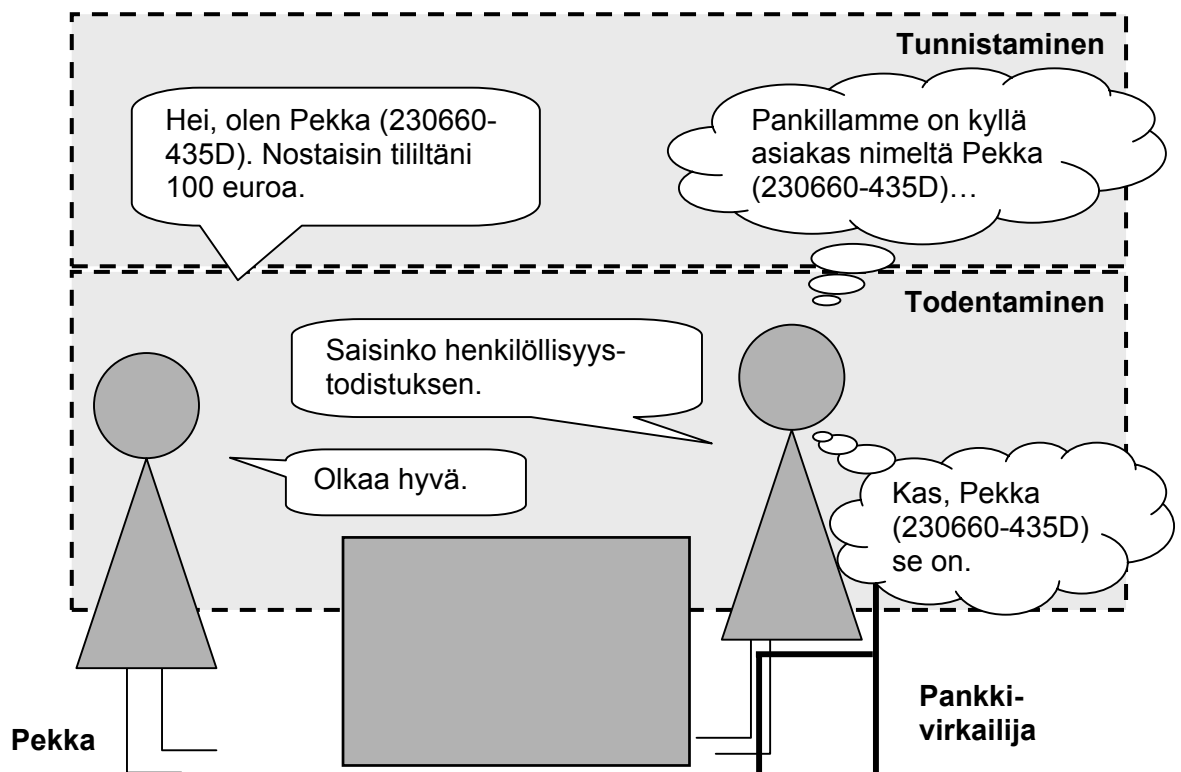 Tunnistaminen
Hei, olen Pekka (230660-
435D). Nostaisin tililtäni
100 euroa.
Pankillamme on kyllä
asiakas nimeltä Pekka
(230660-435D)…
Todentaminen
Saisinko henkilöllisyys-
todistuksen.
Olkaa hyvä.
Kas, Pekka
(230660-435D)
se on.
Pekka
Pankki-
virkailija